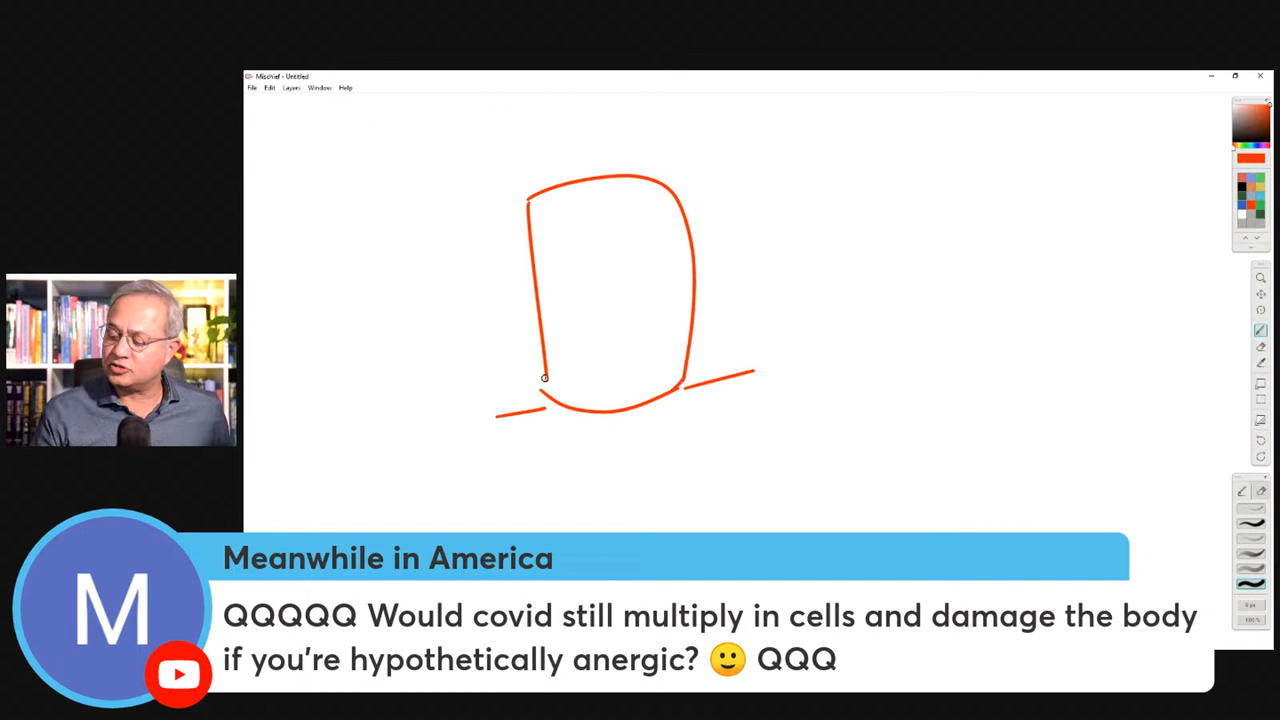 Mischief - Untitled
File Edit Layers Window Help
M
Meanwhile in America
QQQQQ Would covid still multiply in cells and damage the body
if you're hypothetically anergic? 🙂 QQQ